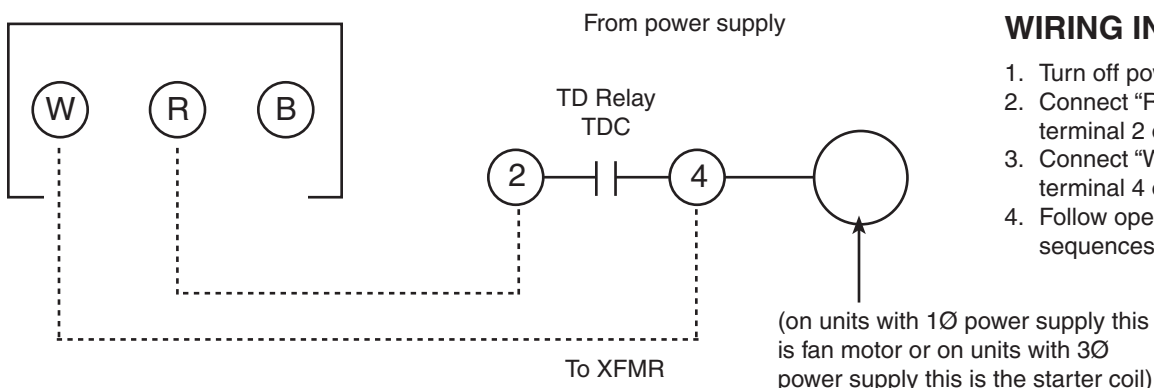 From power supply
W R B
TD Relay
TDC
2 4
To XFMR
(on units with 1Ø power supply this
is fan motor or on units with 3Ø
power supply this is the starter coil)
WIRING IN
1. Turn off pow
2. Connect “
terminal 2
3. Connect “W
terminal 4
4. Follow ope
sequences